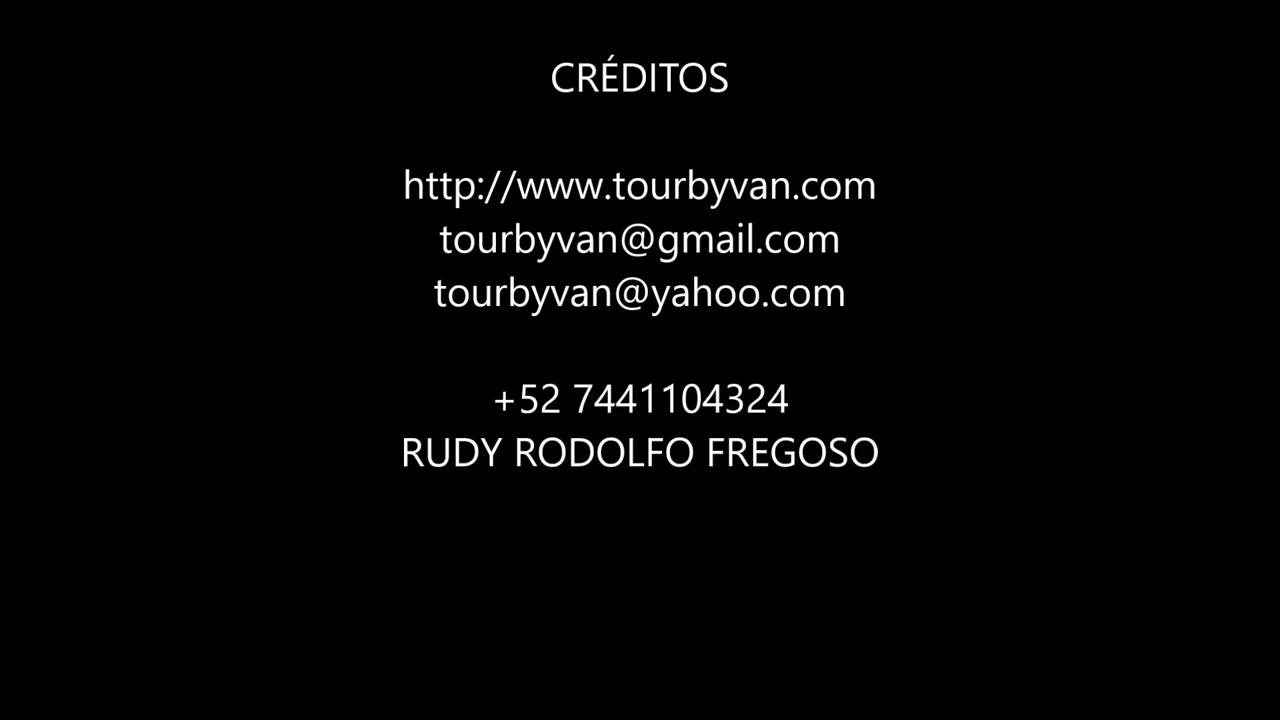 CRÉDITOS
http://www.tourbyvan.com
tourbyvan@gmail.com
tourbyvan@yahoo.com
+52 7441104324
RUDY RODOLFO FREGOSO